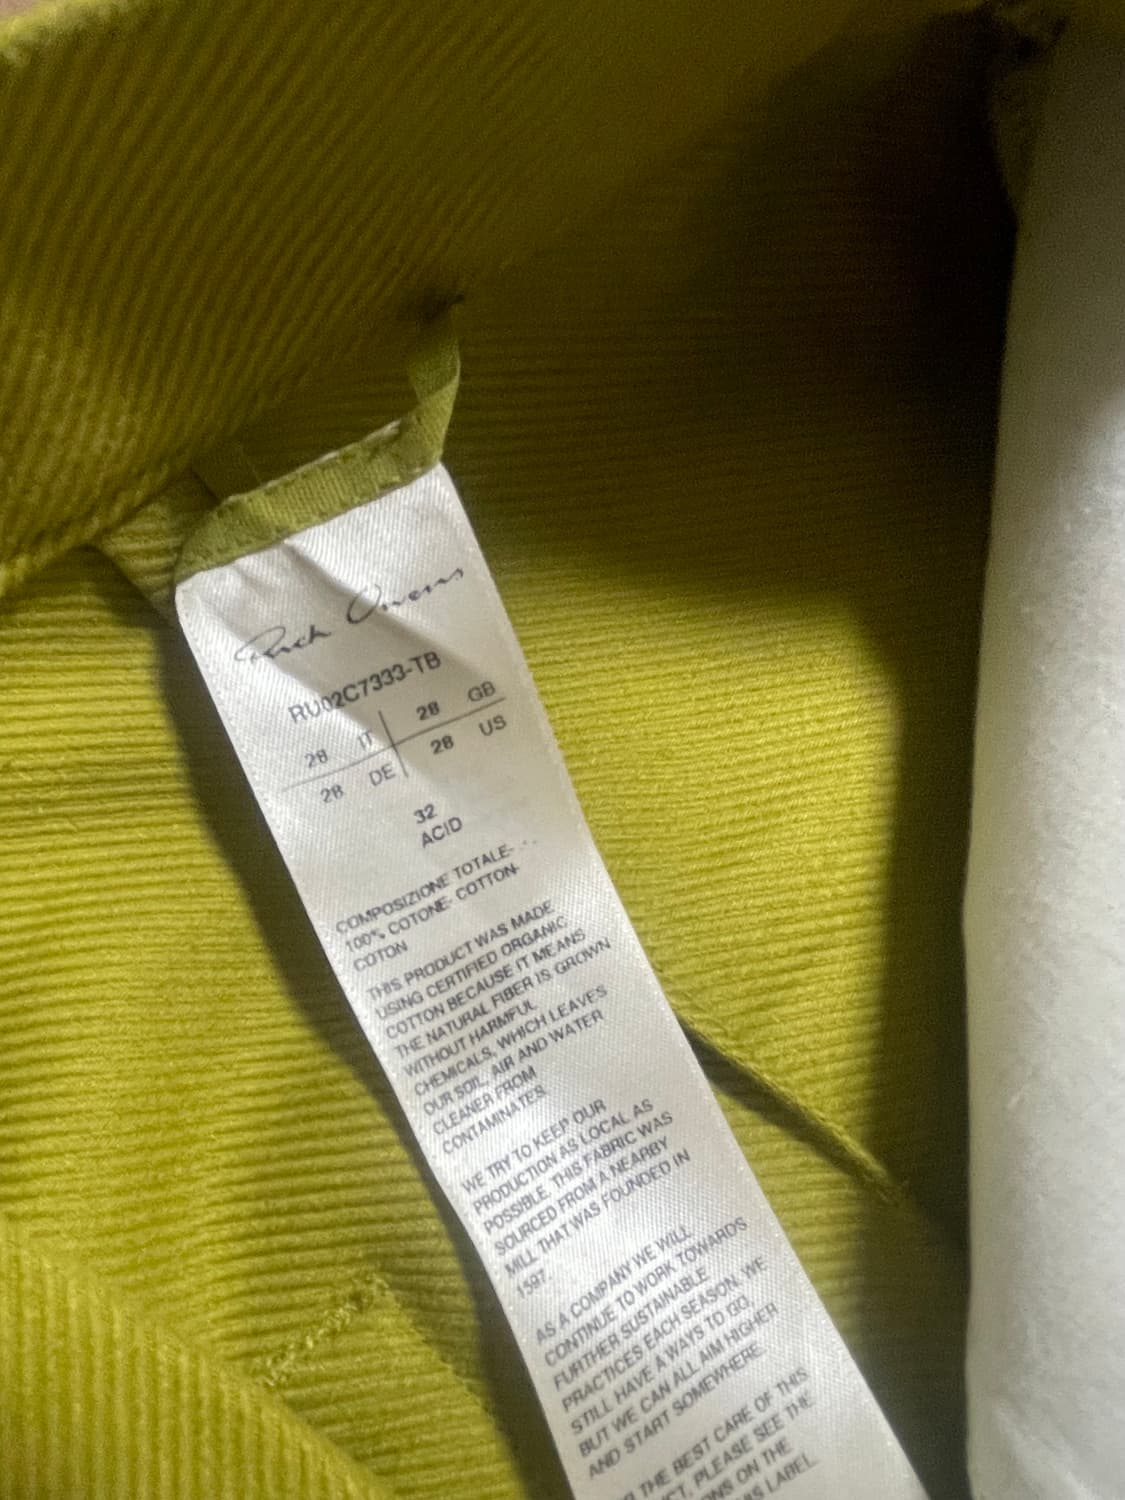 Rick Owens
RU02C7333-TB
28 IT 28 GB
28 DE 28 US
32
ACID
COMPOSIZIONE TOTALE-
100% COTONE- COTTON-
COTON
THIS PRODUCT WAS MADE
USING CERTIFIED ORGANIC
COTTON BECAUSE IT MEANS
THE NATURAL FIBER IS GROWN
WITHOUT HARMFUL
CHEMICALS, WHICH LEAVES
OUR SOIL, AIR AND WATER
CLEANER FROM
CONTAMINATES.
WE TRY TO KEEP OUR
PRODUCTION AS LOCAL AS
POSSIBLE. THIS FABRIC WAS
SOURCED FROM A NEARBY
MILL THAT WAS FOUNDED IN
1597.
AS A COMPANY WE WILL
CONTINUE TO WORK TOWARDS
FURTHER SUSTAINABLE
PRACTICES EACH SEASON. WE
STILL HAVE A WAYS TO GO,
BUT WE CAN ALL AIM HIGHER
AND START SOMEWHERE.
THE BEST CARE OF THIS
PLEASE SEE THE
ON THE
LABEL